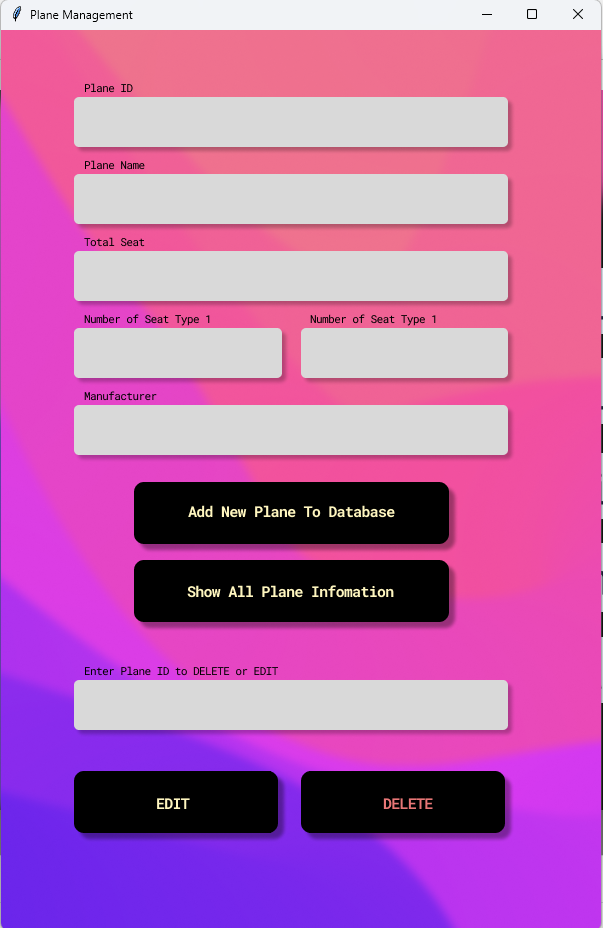 Plane Management
Plane ID
Plane Name
Total Seat
Number of Seat Type 1
Number of Seat Type 1
Manufacturer
Add New Plane To Database
Show All Plane Infomation
Enter Plane ID to DELETE or EDIT
EDIT
DELETE